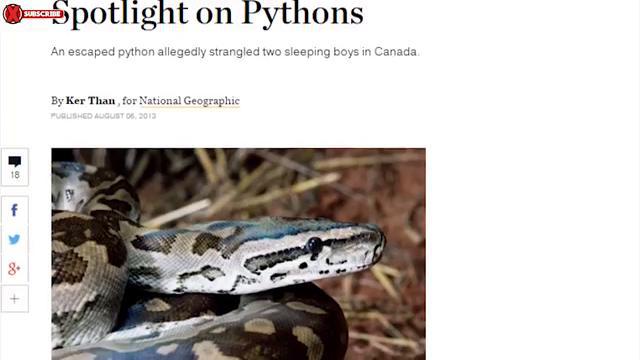 SUBSCRIBE
Spotlight on Pythons
An escaped python allegedly strangled two sleeping boys in Canada.
By Ker Than , for National Geographic
PUBLISHED AUGUST 06, 2013
18
f
g+
+